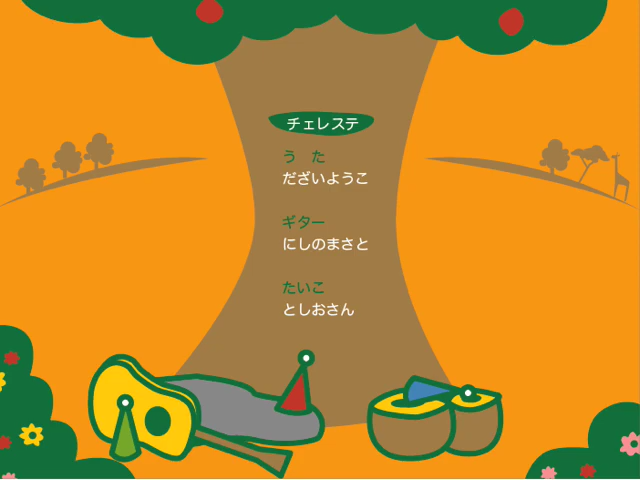 チェレステ
う　た
だざいようこ
ギター
にしのまさと
たいこ
としおさん